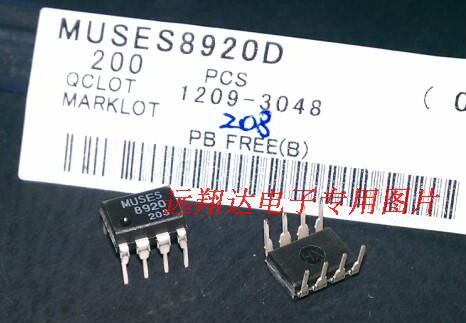 MUSES8920D
200 PCS
QCLOT 1209-3048
MARKLOT 208
PB FREE(B)
远翔达电子专用图片
MUSES
8920